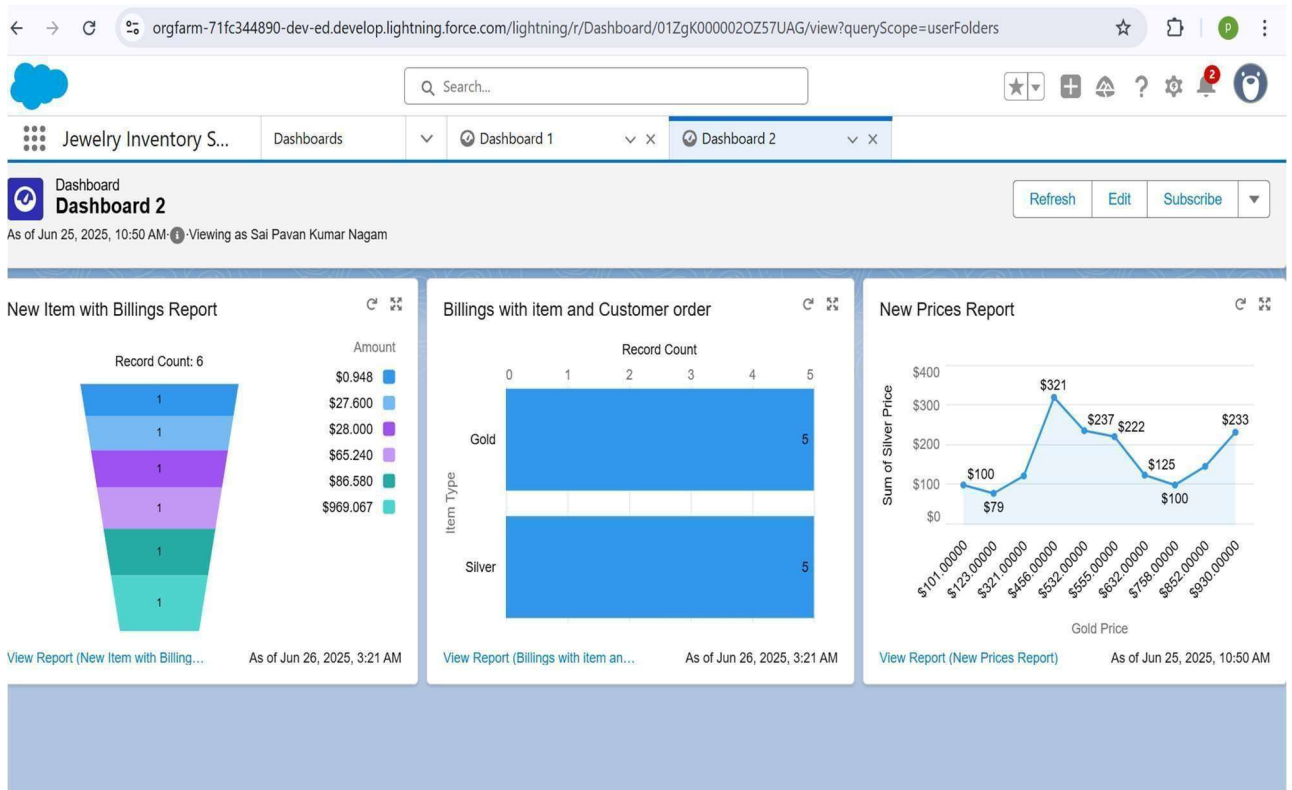 orgfarm-71fc344890-dev-ed.develop.lightning.force.com/lightning/r/Dashboard/01ZgK000002OZ57UAG/view?queryScope=userFolders
P
Search...
2
Jewelry Inventory S...
Dashboards
Dashboard 1
Dashboard 2
Dashboard
Dashboard 2
Refresh
Edit
Subscribe
As of Jun 25, 2025, 10:50 AM·Viewing as Sai Pavan Kumar Nagam
New Item with Billings Report
Record Count: 6
Amount
$0.948
$27.600
$28.000
$65.240
$86.580
$969.067
1
1
1
1
1
1
View Report (New Item with Billing...
As of Jun 26, 2025, 3:21 AM
Billings with item and Customer order
Record Count
0 1 2 3 4 5
Item Type
Gold
5
Silver
5
View Report (Billings with item an...
As of Jun 26, 2025, 3:21 AM
New Prices Report
Sum of Silver Price
$400
$300
$200
$100
$0
$100
$79
$321
$237
$222
$125
$100
$233
$101.00000
$123.00000
$321.00000
$456.00000
$532.00000
$555.00000
$632.00000
$758.00000
$852.00000
$930.00000
Gold Price
View Report (New Prices Report)
As of Jun 25, 2025, 10:50 AM